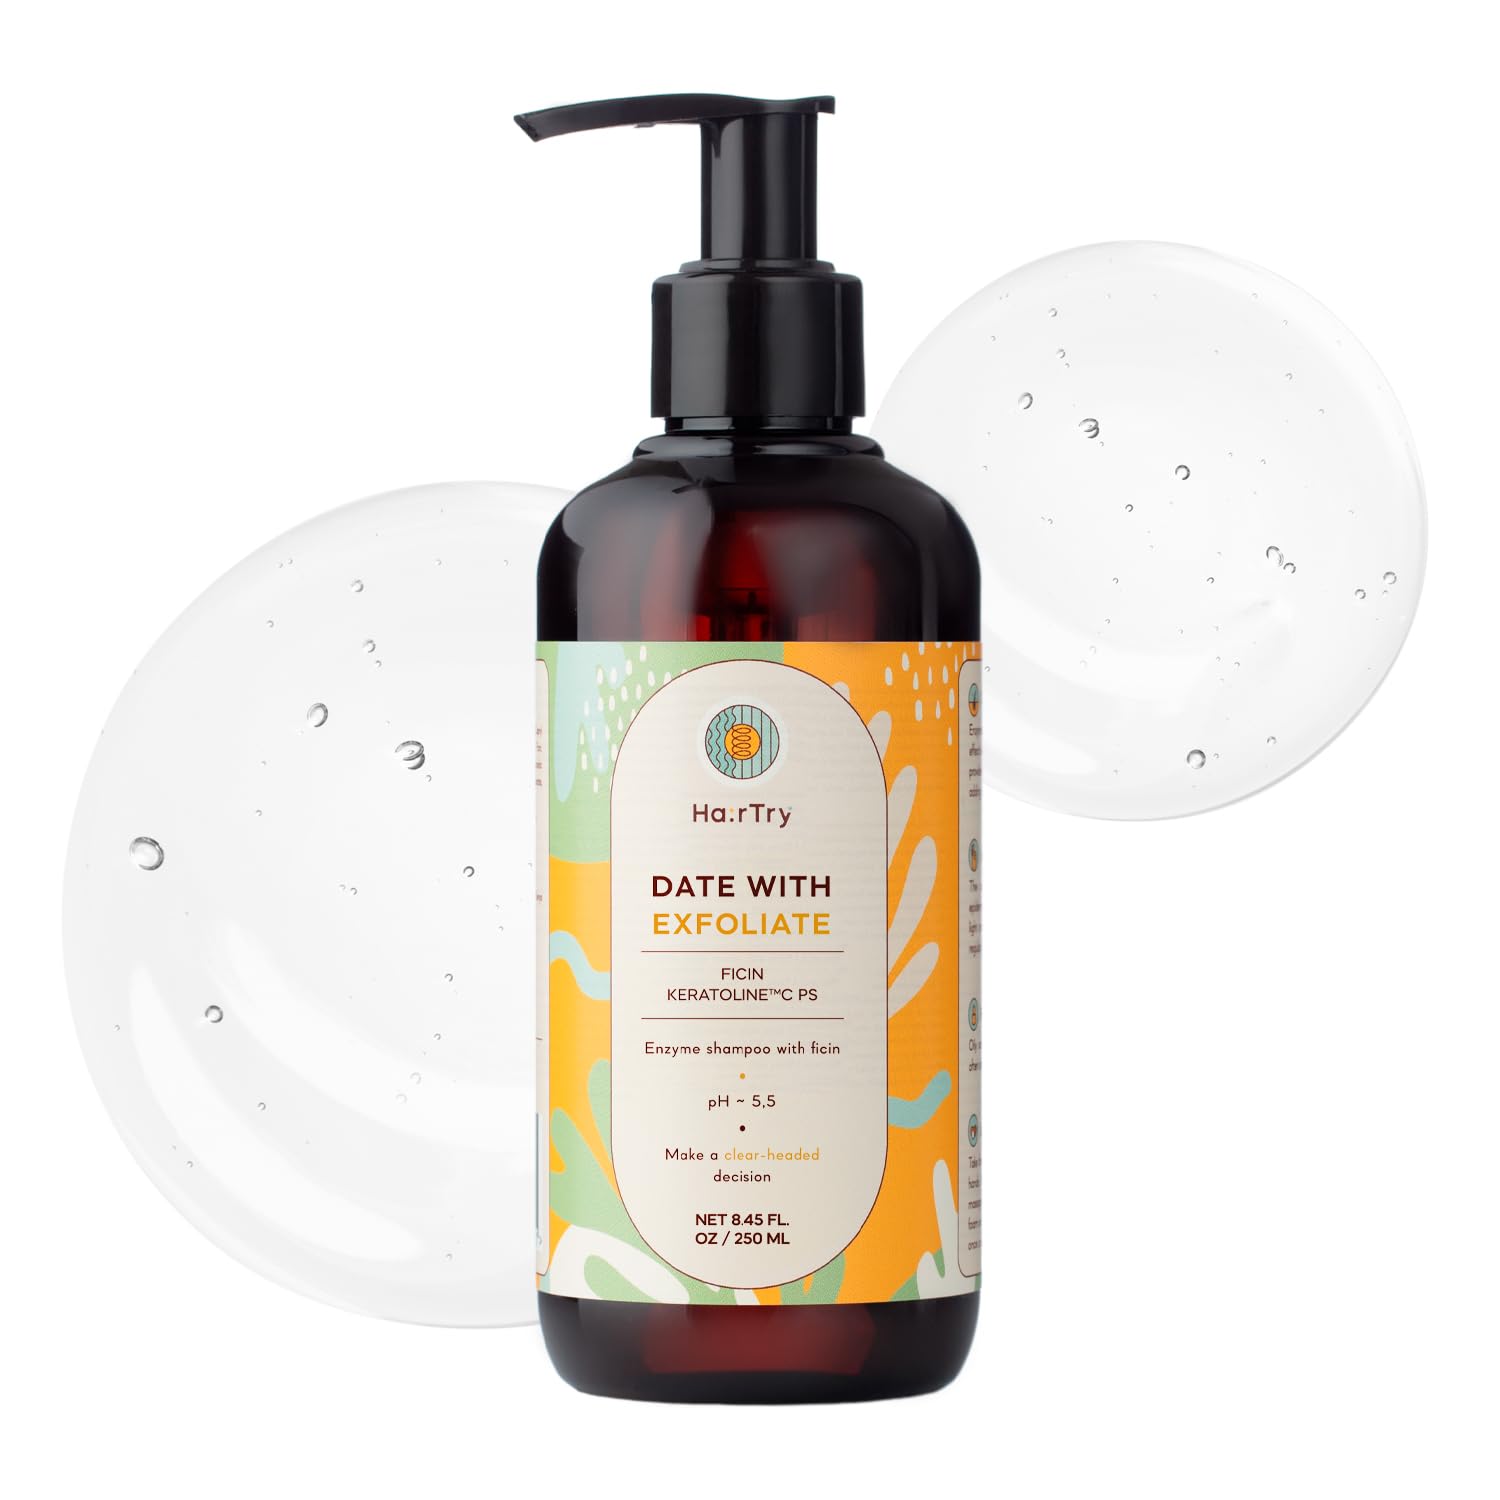 Ha:rTry
DATE WITH
EXFOLIATE
FICIN
KERATOLINE™C PS
Enzyme shampoo with ficin
pH ~ 5,5
Make a clear-headed
decision
NET 8.45 FL.
OZ / 250 ML